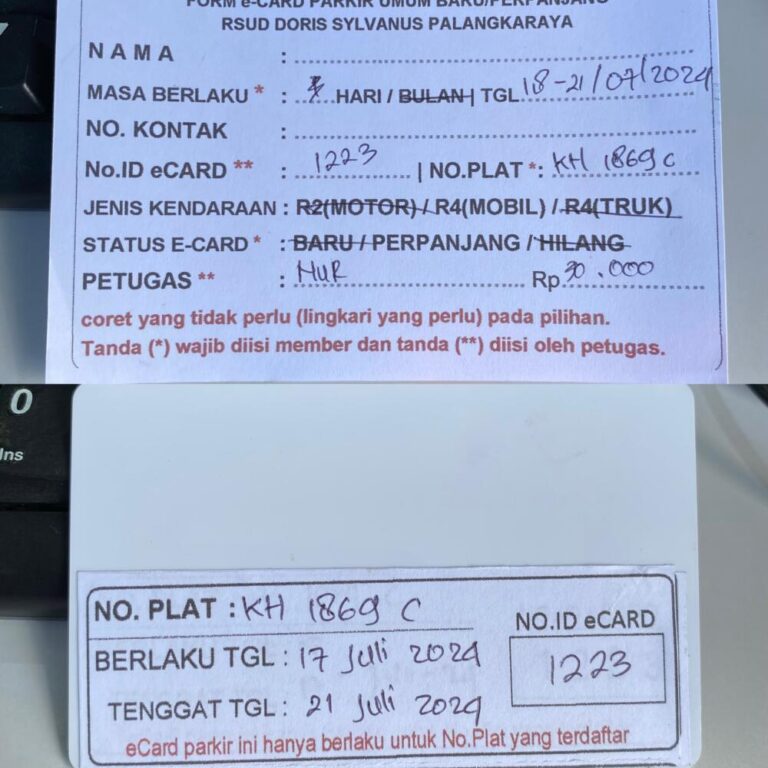 FORM e-CARD PARKIR UMUM BARU/PERPANJANG
RSUD DORIS SYLVANUS PALANGKARAYA
NAMA :
MASA BERLAKU * : HARI / BULAN | TGL 18-21/07/2024
NO. KONTAK :
No.ID eCARD ** : 1223 | NO.PLAT *: KH 1869 C
JENIS KENDARAAN : R2(MOTOR) / R4(MOBIL) / R4(TRUK)
STATUS E-CARD * : BARU / PERPANJANG / HILANG
PETUGAS ** : NUR Rp 30.000
coret yang tidak perlu (lingkari yang perlu) pada pilihan.
Tanda (*) wajib diisi member dan tanda (**) diisi oleh petugas.
0
Ins
NO. PLAT : KH 1869 C
NO.ID eCARD
BERLAKU TGL : 17 Juli 2024
1223
TENGGAT TGL : 21 Juli 2024
eCard parkir ini hanya berlaku untuk No.Plat yang terdaftar